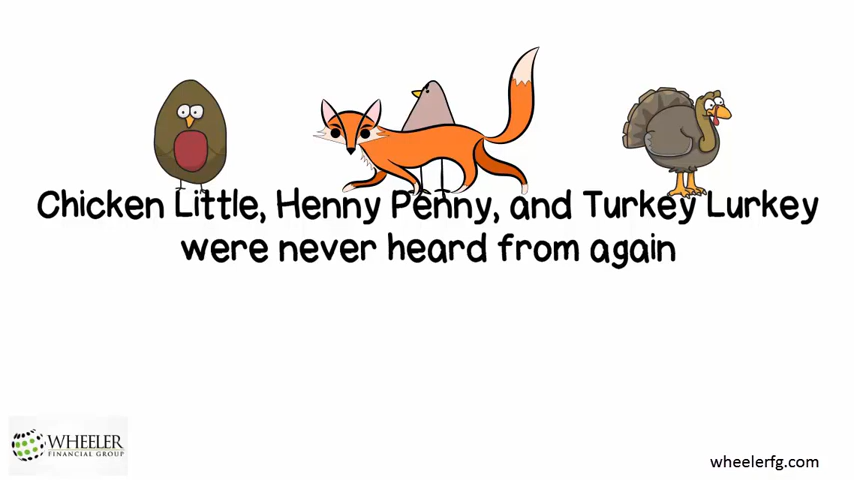 Chicken Little, Henny Penny, and Turkey Lurkey
were never heard from again
WHEELER
FINANCIAL GROUP
wheelerfg.com